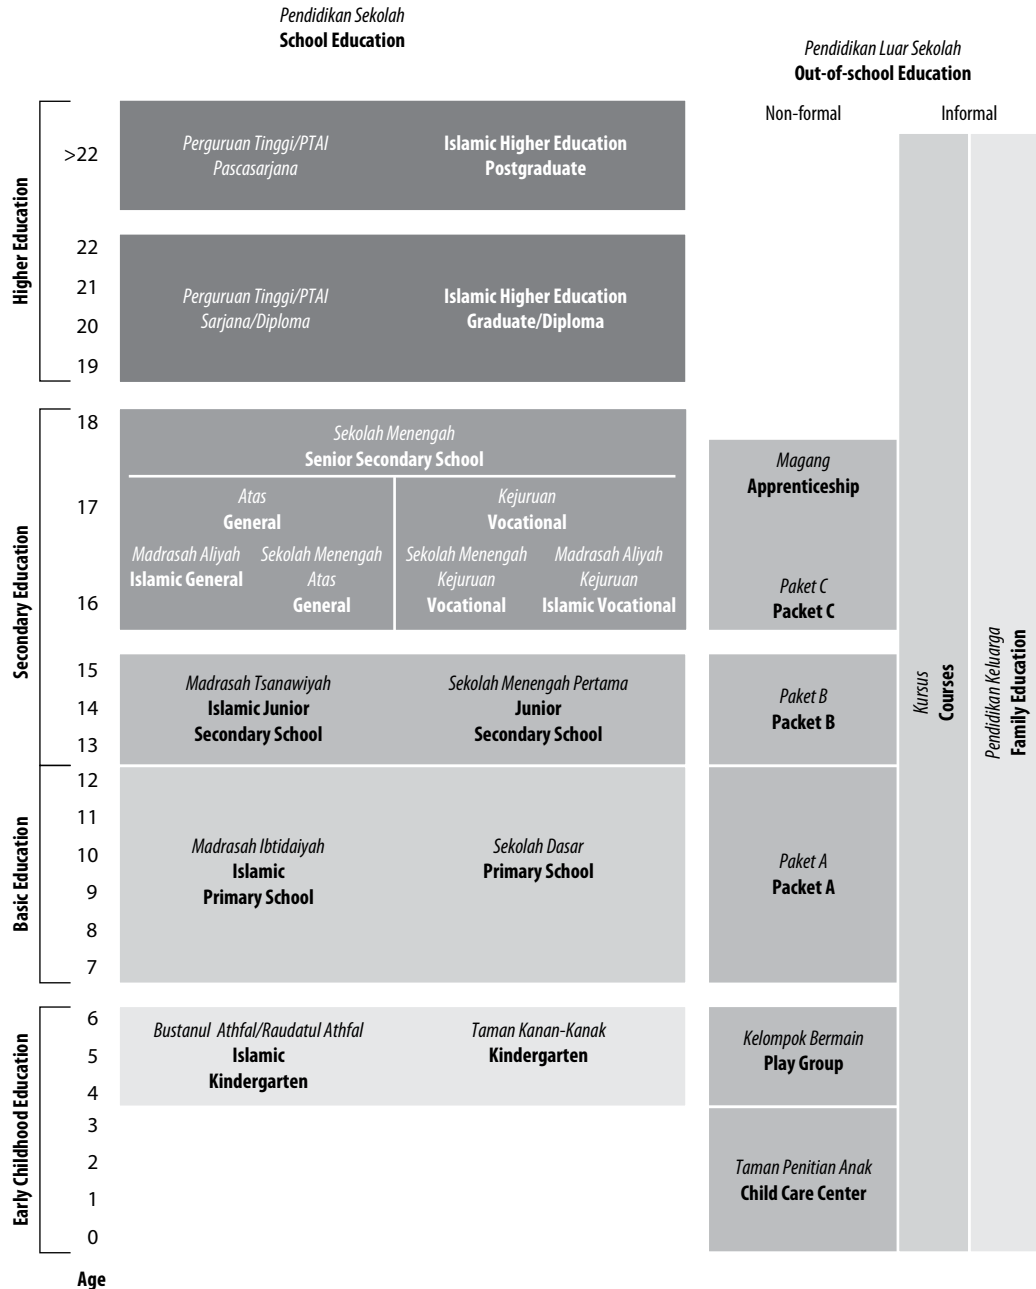 Pendidikan Sekolah
School Education
Pendidikan Luar Sekolah
Out-of-school Education
Non-formal
Informal
Higher Education
>22
Perguruan Tinggi/PTAI
Pascasarjana
Islamic Higher Education
Postgraduate
22
21
20
19
Perguruan Tinggi/PTAI
Sarjana/Diploma
Islamic Higher Education
Graduate/Diploma
Secondary Education
18
17
16
Sekolah Menengah
Senior Secondary School
Atas
General
Kejuruan
Vocational
Madrasah Aliyah
Islamic General
Sekolah Menengah
Atas
General
Sekolah Menengah
Kejuruan
Vocational
Madrasah Aliyah
Kejuruan
Islamic Vocational
Magang
Apprenticeship
Paket C
Packet C
15
14
13
Madrasah Tsanawiyah
Islamic Junior
Secondary School
Sekolah Menengah Pertama
Junior
Secondary School
Paket B
Packet B
Kursus
Courses
Pendidikan Keluarga
Family Education
Basic Education
12
11
10
9
8
7
Madrasah Ibtidaiyah
Islamic
Primary School
Sekolah Dasar
Primary School
Paket A
Packet A
Early Childhood Education
6
5
4
3
2
1
0
Bustanul Athfal/Raudatul Athfal
Islamic
Kindergarten
Taman Kanan-Kanak
Kindergarten
Kelompok Bermain
Play Group
Taman Penitian Anak
Child Care Center
Age